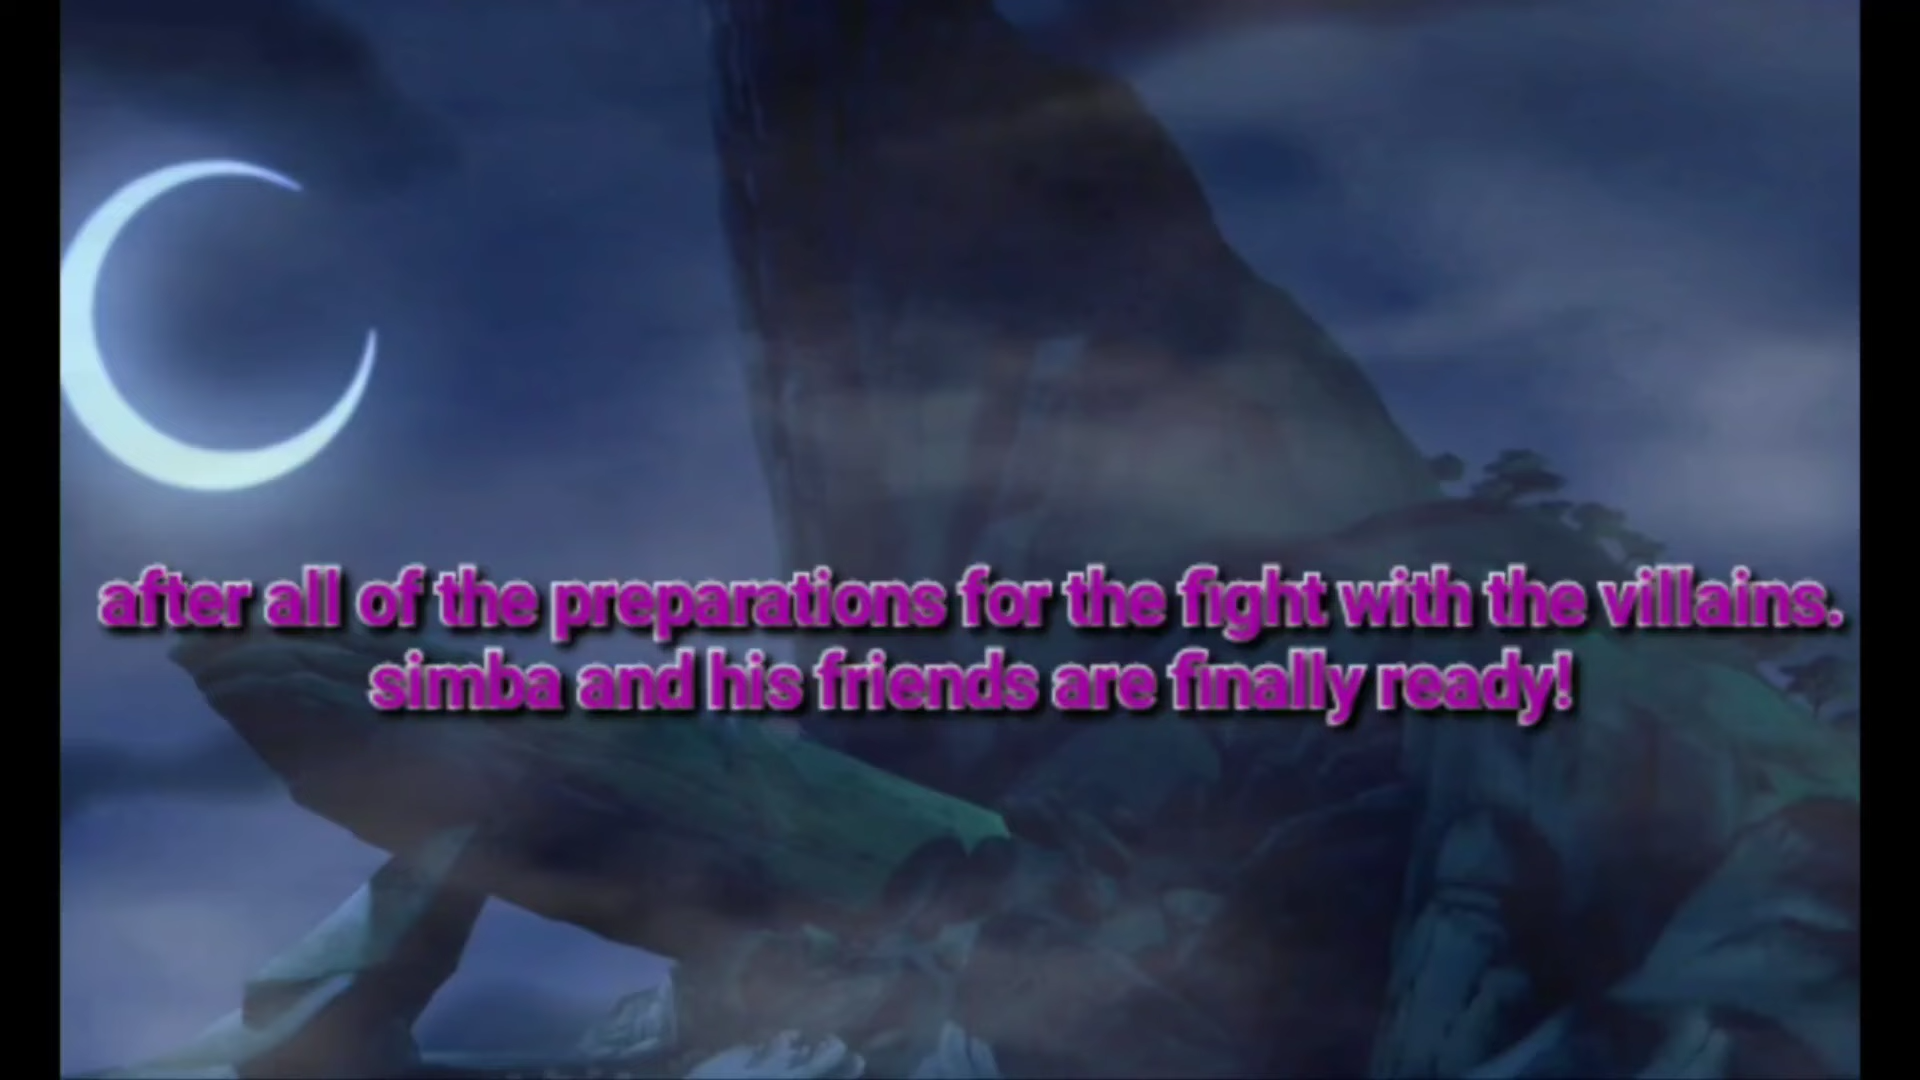 after all of the preparations for the fight with the villains.
simba and his friends are finally ready!